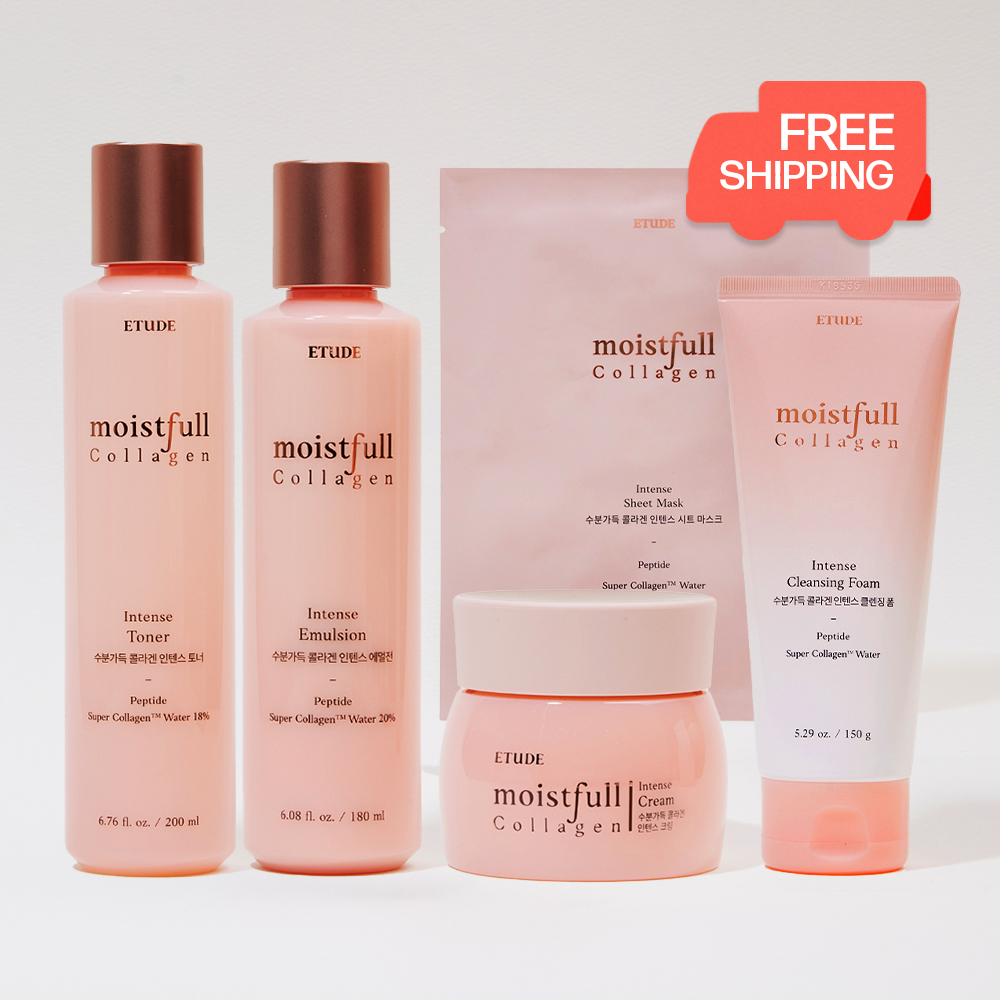 FREE
SHIPPING
ETUDE
moistfull
Collagen
Intense
Toner
수분가득 콜라겐 인텐스 토너
–
Peptide
Super Collagen™ Water 18%
6.76 fl. oz. / 200 ml
ETUDE
moistfull
Collagen
Intense
Emulsion
수분가득 콜라겐 인텐스 에멀전
–
Peptide
Super Collagen™ Water 20%
6.08 fl. oz. / 180 ml
ETUDE
moistfull
Collagen
Intense
Sheet Mask
수분가득 콜라겐 인텐스 시트 마스크
–
Peptide
Super Collagen™ Water
ETUDE
moistfull
Collagen
Intense
Cream
수분가득 콜라겐
인텐스 크림
ETUDE
moistfull
Collagen
Intense
Cleansing Foam
수분가득 콜라겐 인텐스 클렌징 폼
–
Peptide
Super Collagen™ Water
5.29 oz. / 150 g